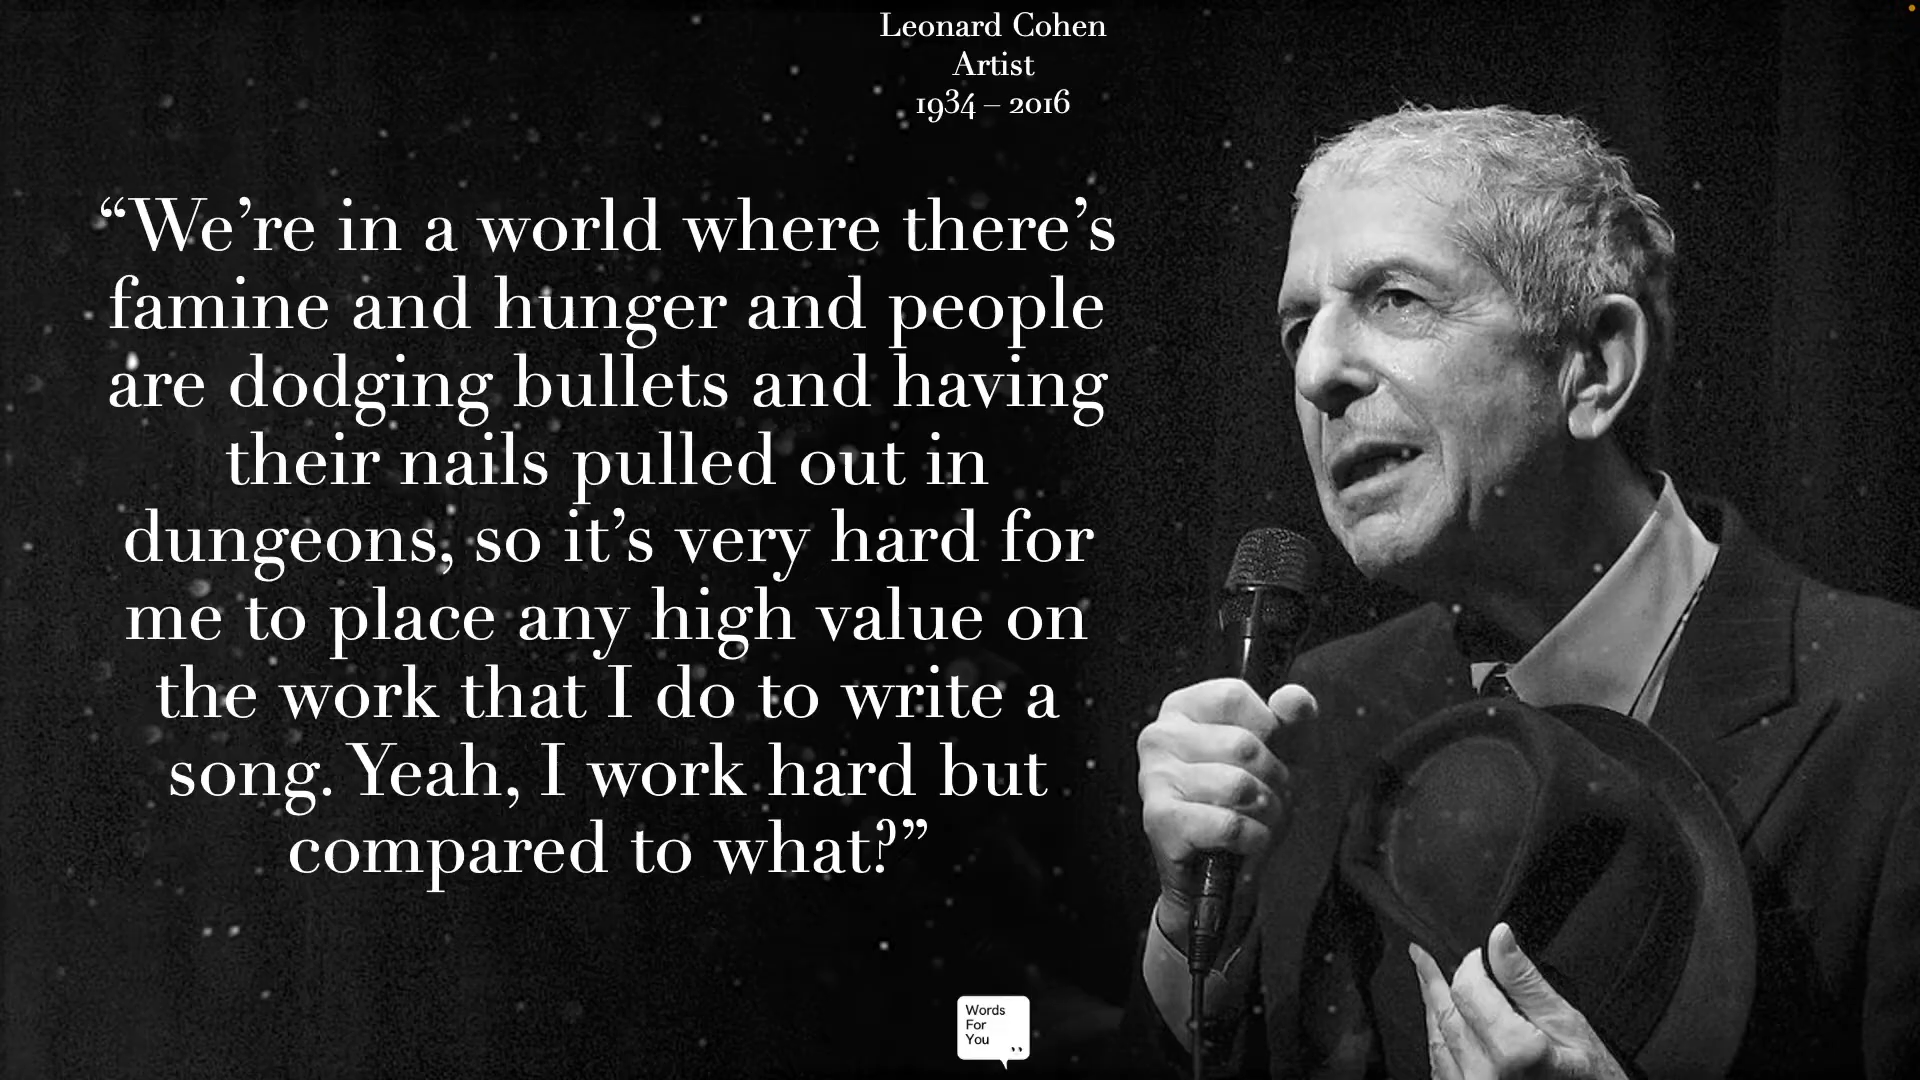 Leonard Cohen
Artist
1934 – 2016
“We’re in a world where there’s
famine and hunger and people
are dodging bullets and having
their nails pulled out in
dungeons, so it’s very hard for
me to place any high value on
the work that I do to write a
song. Yeah, I work hard but
compared to what?”
Words
For
You
,,